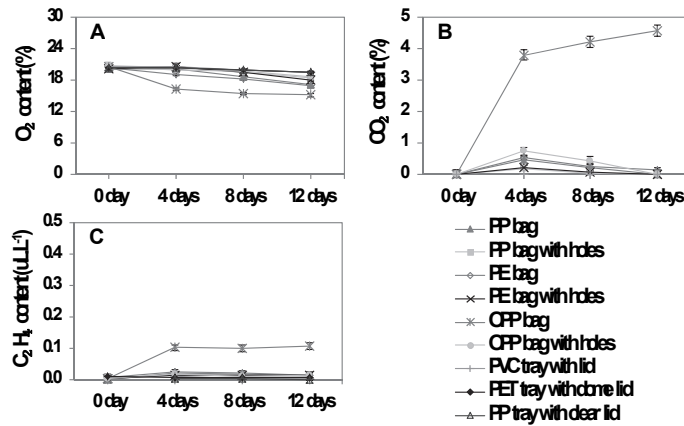 A
O2 content (%)
30
24
18
12
6
0
0 day 4 days 8 days 12 days
B
CO2 content (%)
5
4
3
2
1
0
0 day 4 days 8 days 12 days
C
C2H4 content (uLL-1)
0.5
0.4
0.3
0.2
0.1
0.0
0 day 4 days 8 days 12 days
PP bag
PP bag with holes
PE bag
PE bag with holes
OPP bag
OPP bag with holes
PVC tray with lid
PET tray with dome lid
PP tray with clear lid